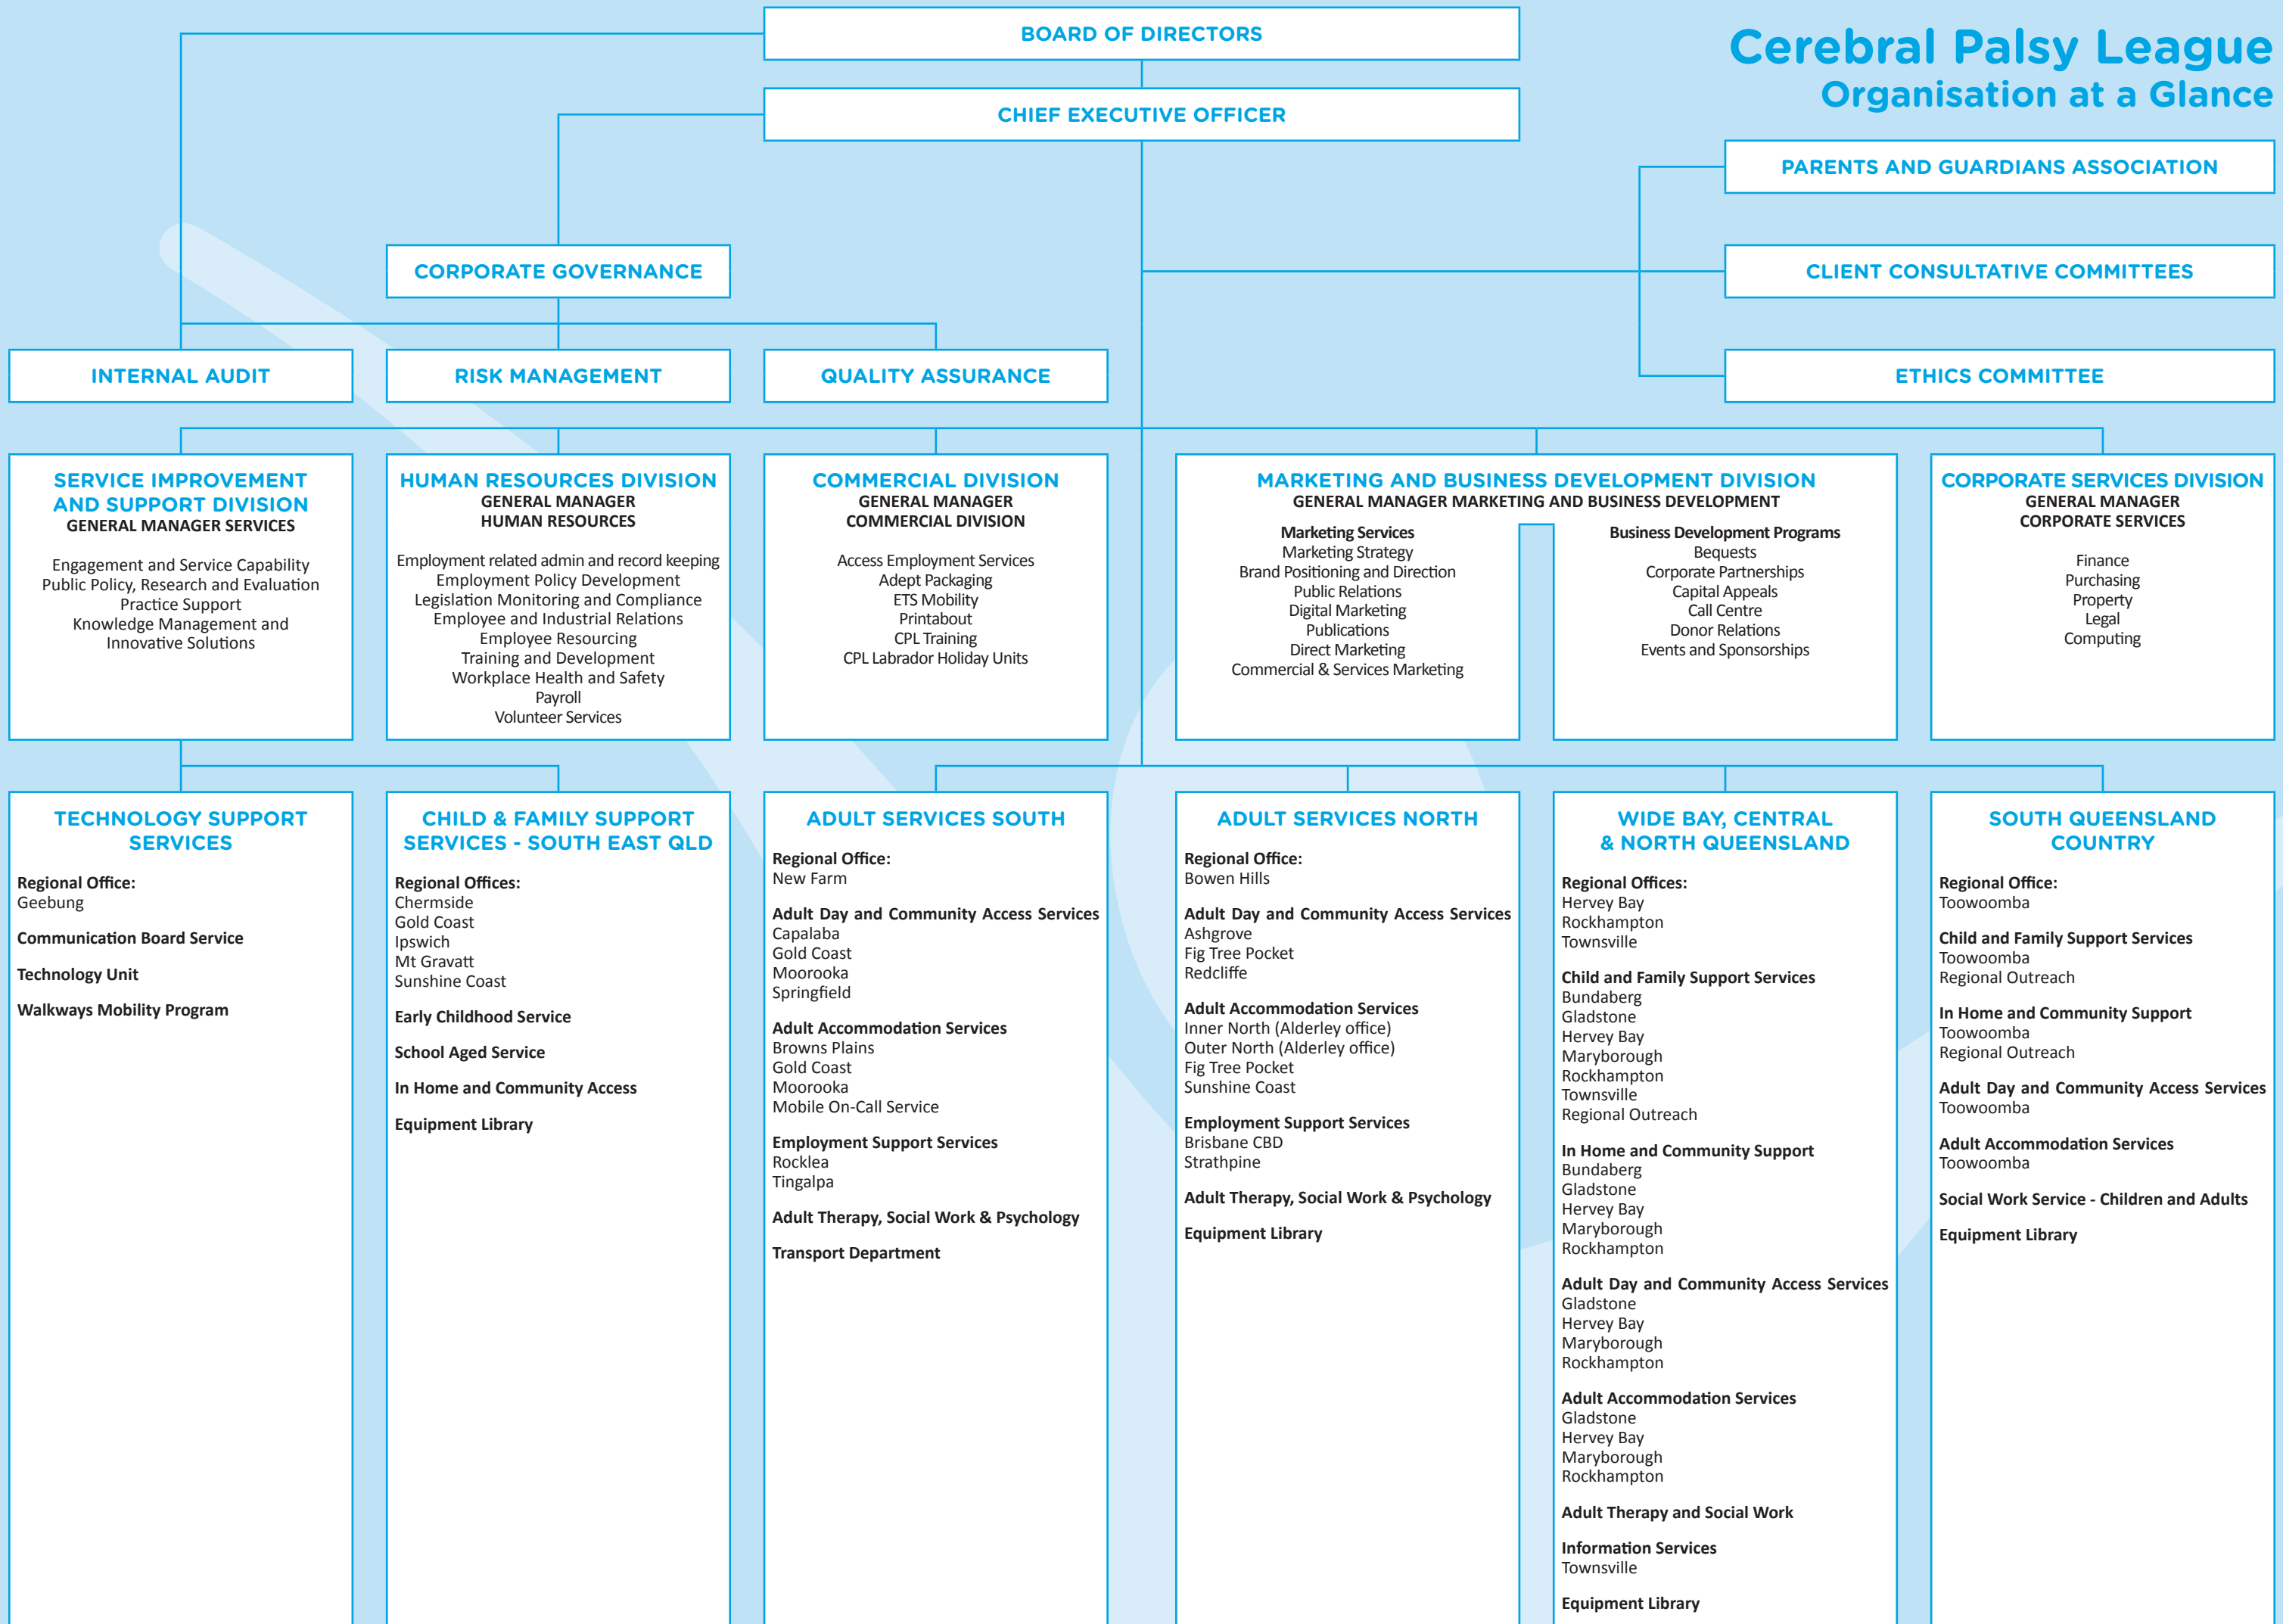 Cerebral Palsy League
Organisation at a Glance
BOARD OF DIRECTORS
CHIEF EXECUTIVE OFFICER
PARENTS AND GUARDIANS ASSOCIATION
CORPORATE GOVERNANCE
CLIENT CONSULTATIVE COMMITTEES
INTERNAL AUDIT
RISK MANAGEMENT
QUALITY ASSURANCE
ETHICS COMMITTEE
SERVICE IMPROVEMENT
AND SUPPORT DIVISION
GENERAL MANAGER SERVICES
Engagement and Service Capability
Public Policy, Research and Evaluation
Practice Support
Knowledge Management and
Innovative Solutions
HUMAN RESOURCES DIVISION
GENERAL MANAGER
HUMAN RESOURCES
Employment related admin and record keeping
Employment Policy Development
Legislation Monitoring and Compliance
Employee and Industrial Relations
Employee Resourcing
Training and Development
Workplace Health and Safety
Payroll
Volunteer Services
COMMERCIAL DIVISION
GENERAL MANAGER
COMMERCIAL DIVISION
Access Employment Services
Adept Packaging
ETS Mobility
Printabout
CPL Training
CPL Labrador Holiday Units
MARKETING AND BUSINESS DEVELOPMENT DIVISION
GENERAL MANAGER MARKETING AND BUSINESS DEVELOPMENT
Marketing Services
Marketing Strategy
Brand Positioning and Direction
Public Relations
Digital Marketing
Publications
Direct Marketing
Commercial & Services Marketing
Business Development Programs
Bequests
Corporate Partnerships
Capital Appeals
Call Centre
Donor Relations
Events and Sponsorships
CORPORATE SERVICES DIVISION
GENERAL MANAGER
CORPORATE SERVICES
Finance
Purchasing
Property
Legal
Computing
TECHNOLOGY SUPPORT
SERVICES
Regional Office:
Geebung
Communication Board Service
Technology Unit
Walkways Mobility Program
CHILD & FAMILY SUPPORT
SERVICES - SOUTH EAST QLD
Regional Offices:
Chermside
Gold Coast
Ipswich
Mt Gravatt
Sunshine Coast
Early Childhood Service
School Aged Service
In Home and Community Access
Equipment Library
ADULT SERVICES SOUTH
Regional Office:
New Farm
Adult Day and Community Access Services
Capalaba
Gold Coast
Moorooka
Springfield
Adult Accommodation Services
Browns Plains
Gold Coast
Moorooka
Mobile On-Call Service
Employment Support Services
Rocklea
Tingalpa
Adult Therapy, Social Work & Psychology
Transport Department
ADULT SERVICES NORTH
Regional Office:
Bowen Hills
Adult Day and Community Access Services
Ashgrove
Fig Tree Pocket
Redcliffe
Adult Accommodation Services
Inner North (Alderley office)
Outer North (Alderley office)
Fig Tree Pocket
Sunshine Coast
Employment Support Services
Brisbane CBD
Strathpine
Adult Therapy, Social Work & Psychology
Equipment Library
WIDE BAY, CENTRAL
& NORTH QUEENSLAND
Regional Offices:
Hervey Bay
Rockhampton
Townsville
Child and Family Support Services
Bundaberg
Gladstone
Hervey Bay
Maryborough
Rockhampton
Townsville
Regional Outreach
In Home and Community Support
Bundaberg
Gladstone
Hervey Bay
Maryborough
Rockhampton
Adult Day and Community Access Services
Gladstone
Hervey Bay
Maryborough
Rockhampton
Adult Accommodation Services
Gladstone
Hervey Bay
Maryborough
Rockhampton
Adult Therapy and Social Work
Information Services
Townsville
Equipment Library
SOUTH QUEENSLAND
COUNTRY
Regional Office:
Toowoomba
Child and Family Support Services
Toowoomba
Regional Outreach
In Home and Community Support
Toowoomba
Regional Outreach
Adult Day and Community Access Services
Toowoomba
Adult Accommodation Services
Toowoomba
Social Work Service - Children and Adults
Equipment Library